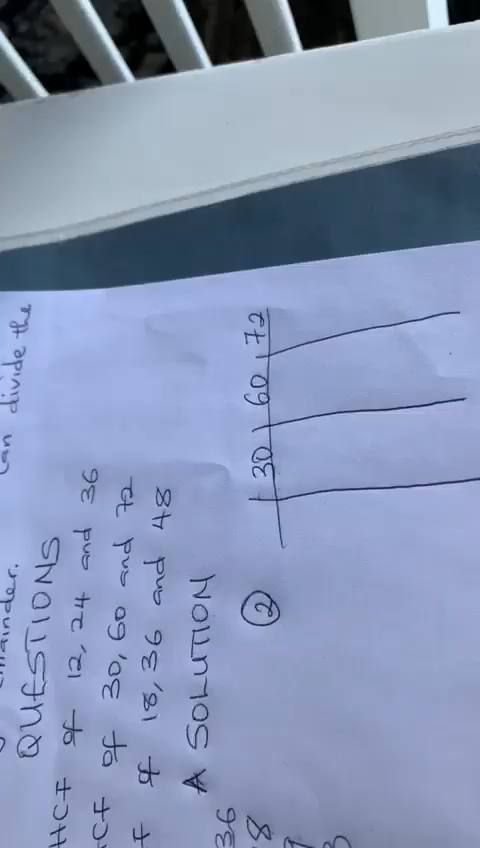 can divide the
QUESTIONS
HCF of 12, 24 and 36
of 30, 60 and 72
of 18, 36 and 48
A SOLUTION
36
② 30, 60, 72